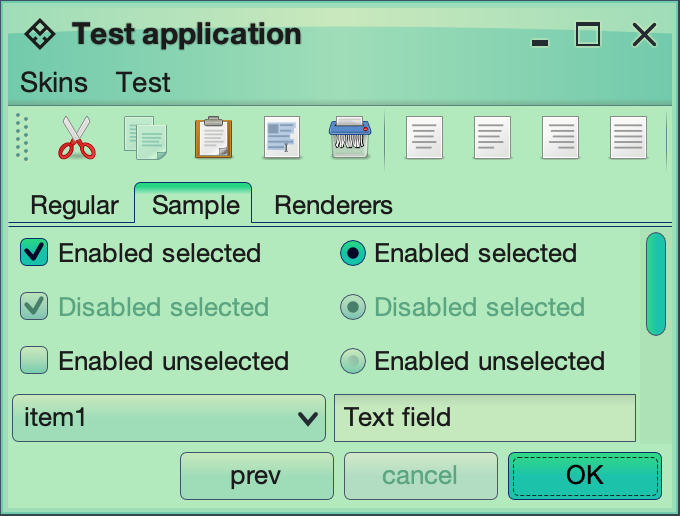 Test application
Skins Test
Regular Sample Renderers
Enabled selected Enabled selected
Disabled selected Disabled selected
Enabled unselected Enabled unselected
item1 Text field
prev cancel OK